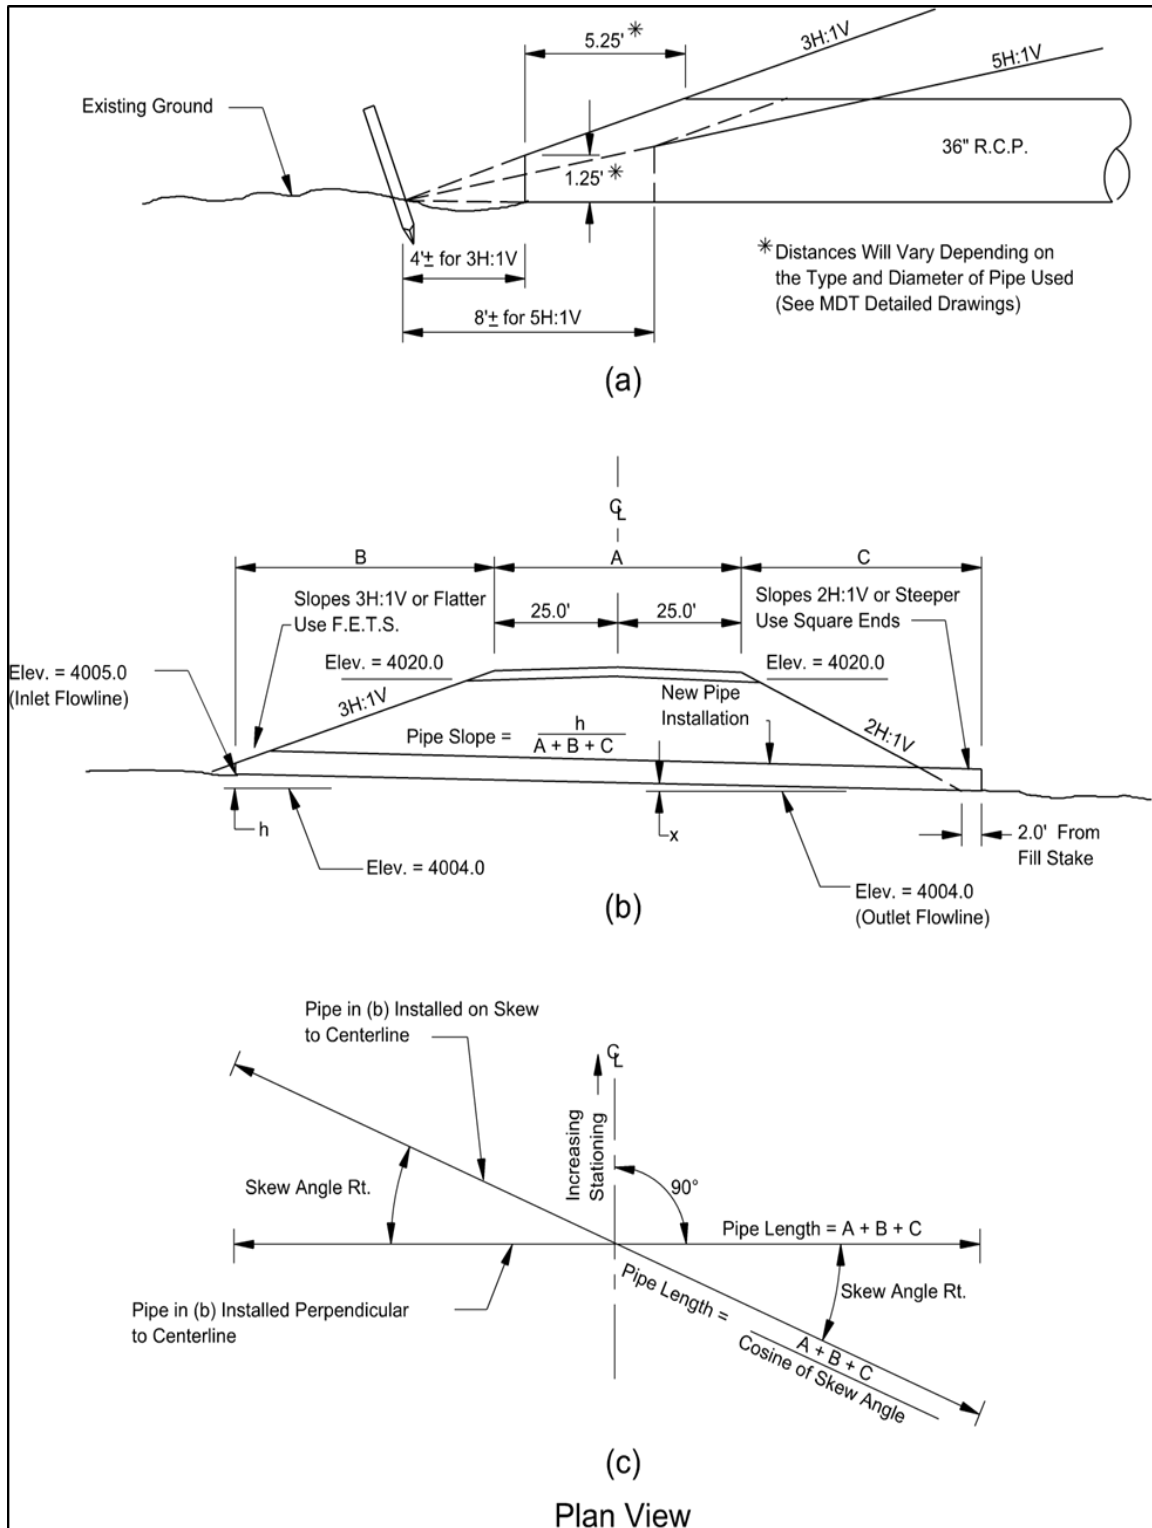 5.25' *
3H:1V
5H:1V
Existing Ground
36" R.C.P.
1.25' *
4'± for 3H:1V
* Distances Will Vary Depending on
the Type and Diameter of Pipe Used
(See MDT Detailed Drawings)
8'± for 5H:1V
(a)
℄
B
A
C
Slopes 3H:1V or Flatter
Use F.E.T.S.
25.0'
25.0'
Slopes 2H:1V or Steeper
Use Square Ends
Elev. = 4005.0
(Inlet Flowline)
Elev. = 4020.0
Elev. = 4020.0
3H:1V
New Pipe
Installation
2H:1V
Pipe Slope = h
A + B + C
h
x
2.0' From
Fill Stake
Elev. = 4004.0
Elev. = 4004.0
(Outlet Flowline)
(b)
Pipe in (b) Installed on Skew
to Centerline
℄
Increasing
Stationing
90°
Skew Angle Rt.
Pipe Length = A + B + C
Skew Angle Rt.
Pipe Length =
A + B + C
Cosine of Skew Angle
Pipe in (b) Installed Perpendicular
to Centerline
(c)
Plan View